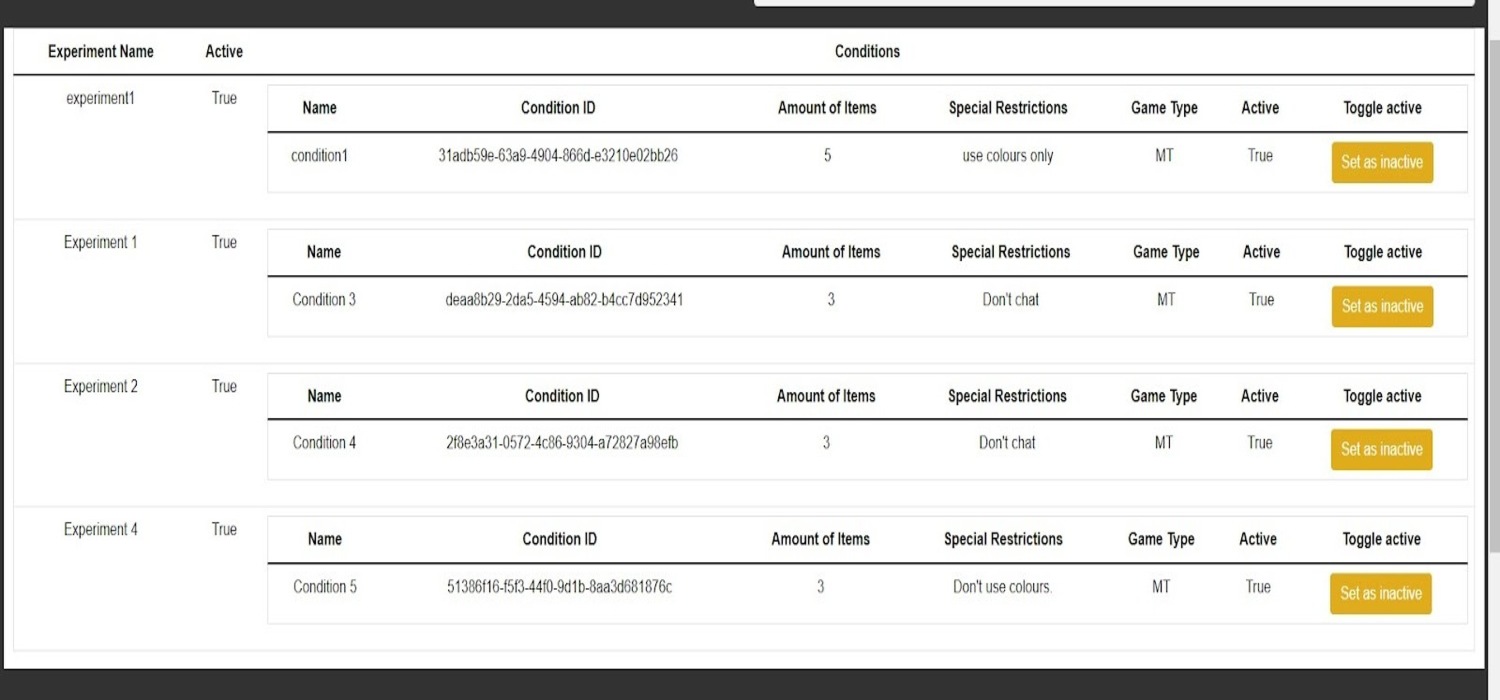 Experiment Name Active Conditions
experiment1 True Name Condition ID Amount of Items Special Restrictions Game Type Active Toggle active
condition1 31adb59e-63a9-4904-866d-e3210e02bb26 5 use colours only MT True Set as inactive
Experiment 1 True Name Condition ID Amount of Items Special Restrictions Game Type Active Toggle active
Condition 3 deaa8b29-2da5-4594-ab82-b4cc7d952341 3 Don't chat MT True Set as inactive
Experiment 2 True Name Condition ID Amount of Items Special Restrictions Game Type Active Toggle active
Condition 4 2f8e3a31-0572-4c86-9304-a72827a98efb 3 Don't chat MT True Set as inactive
Experiment 4 True Name Condition ID Amount of Items Special Restrictions Game Type Active Toggle active
Condition 5 51386f16-f5f3-44f0-9d1b-8aa3d681876c 3 Don't use colours. MT True Set as inactive